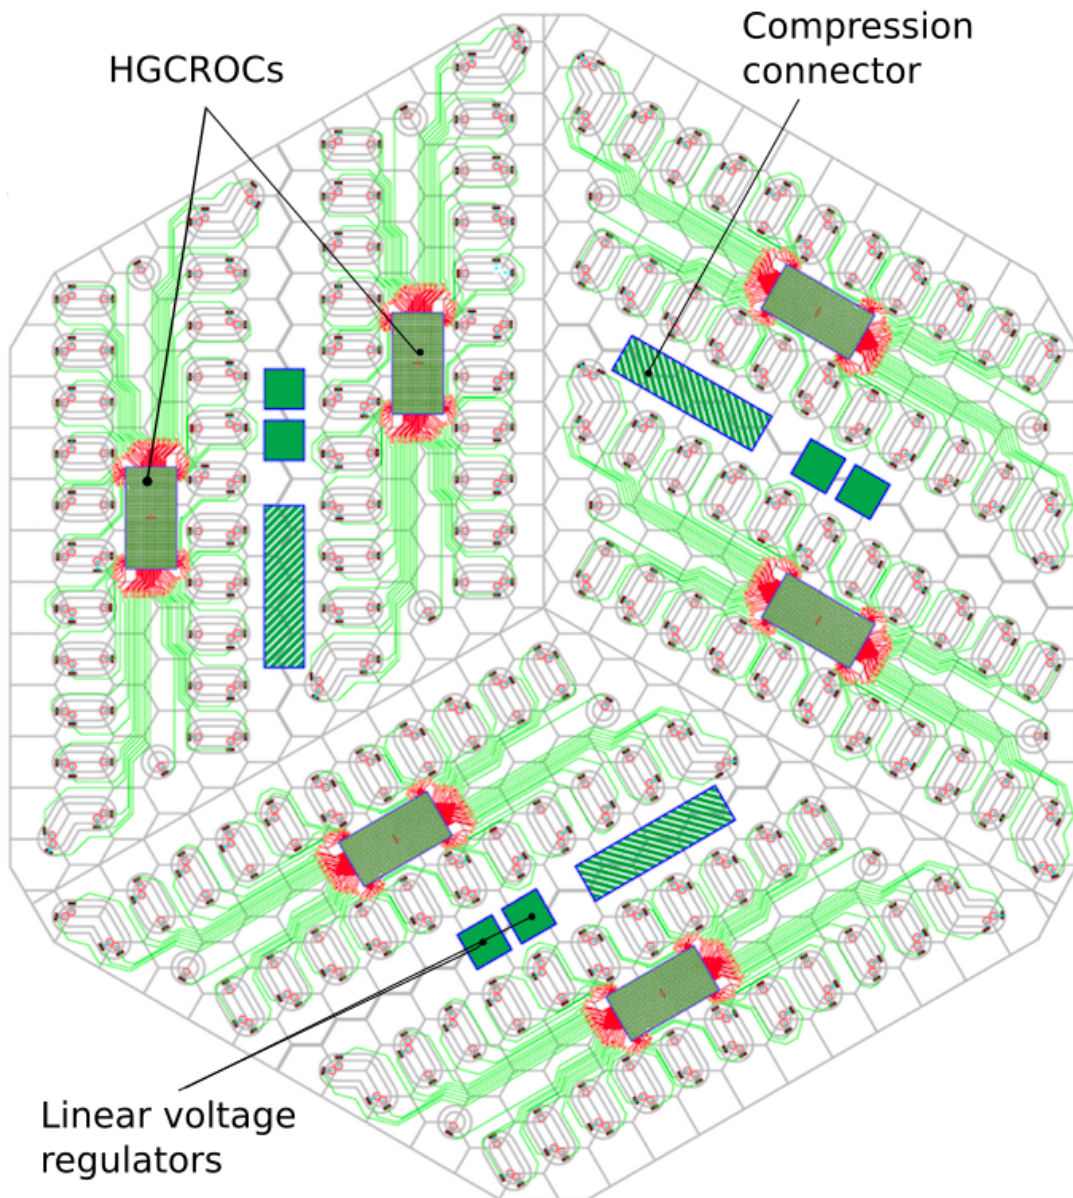 HGCROCs
Compression
connector
Linear voltage
regulators